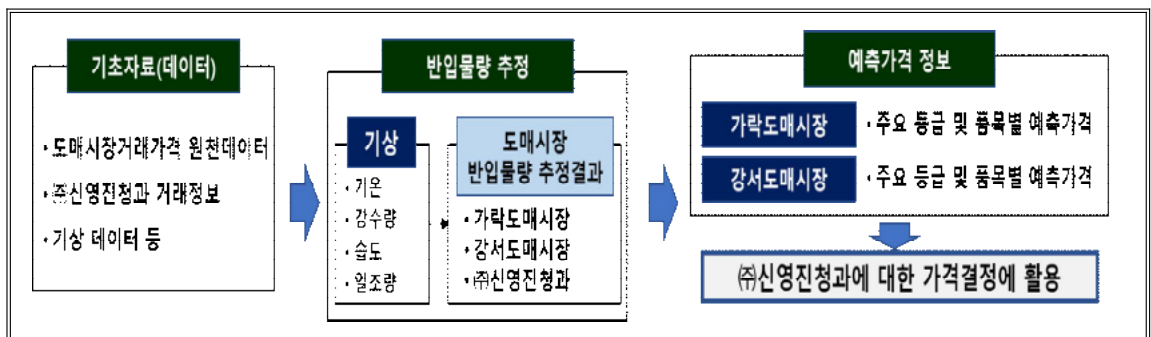 기초자료(데이터)
·도매시장거래가격 원천데이터
·㈜신영진청과 거래정보
·기상 데이터 등
반입물량 추정
기상
·기온
·강수량
·습도
·일조량
도매시장
반입물량 추정결과
·가락도매시장
·강서도매시장
·㈜신영진청과
예측가격 정보
가락도매시장
·주요 등급 및 품목별 예측가격
강서도매시장
·주요 등급 및 품목별 예측가격
㈜신영진청과에 대한 가격결정에 활용